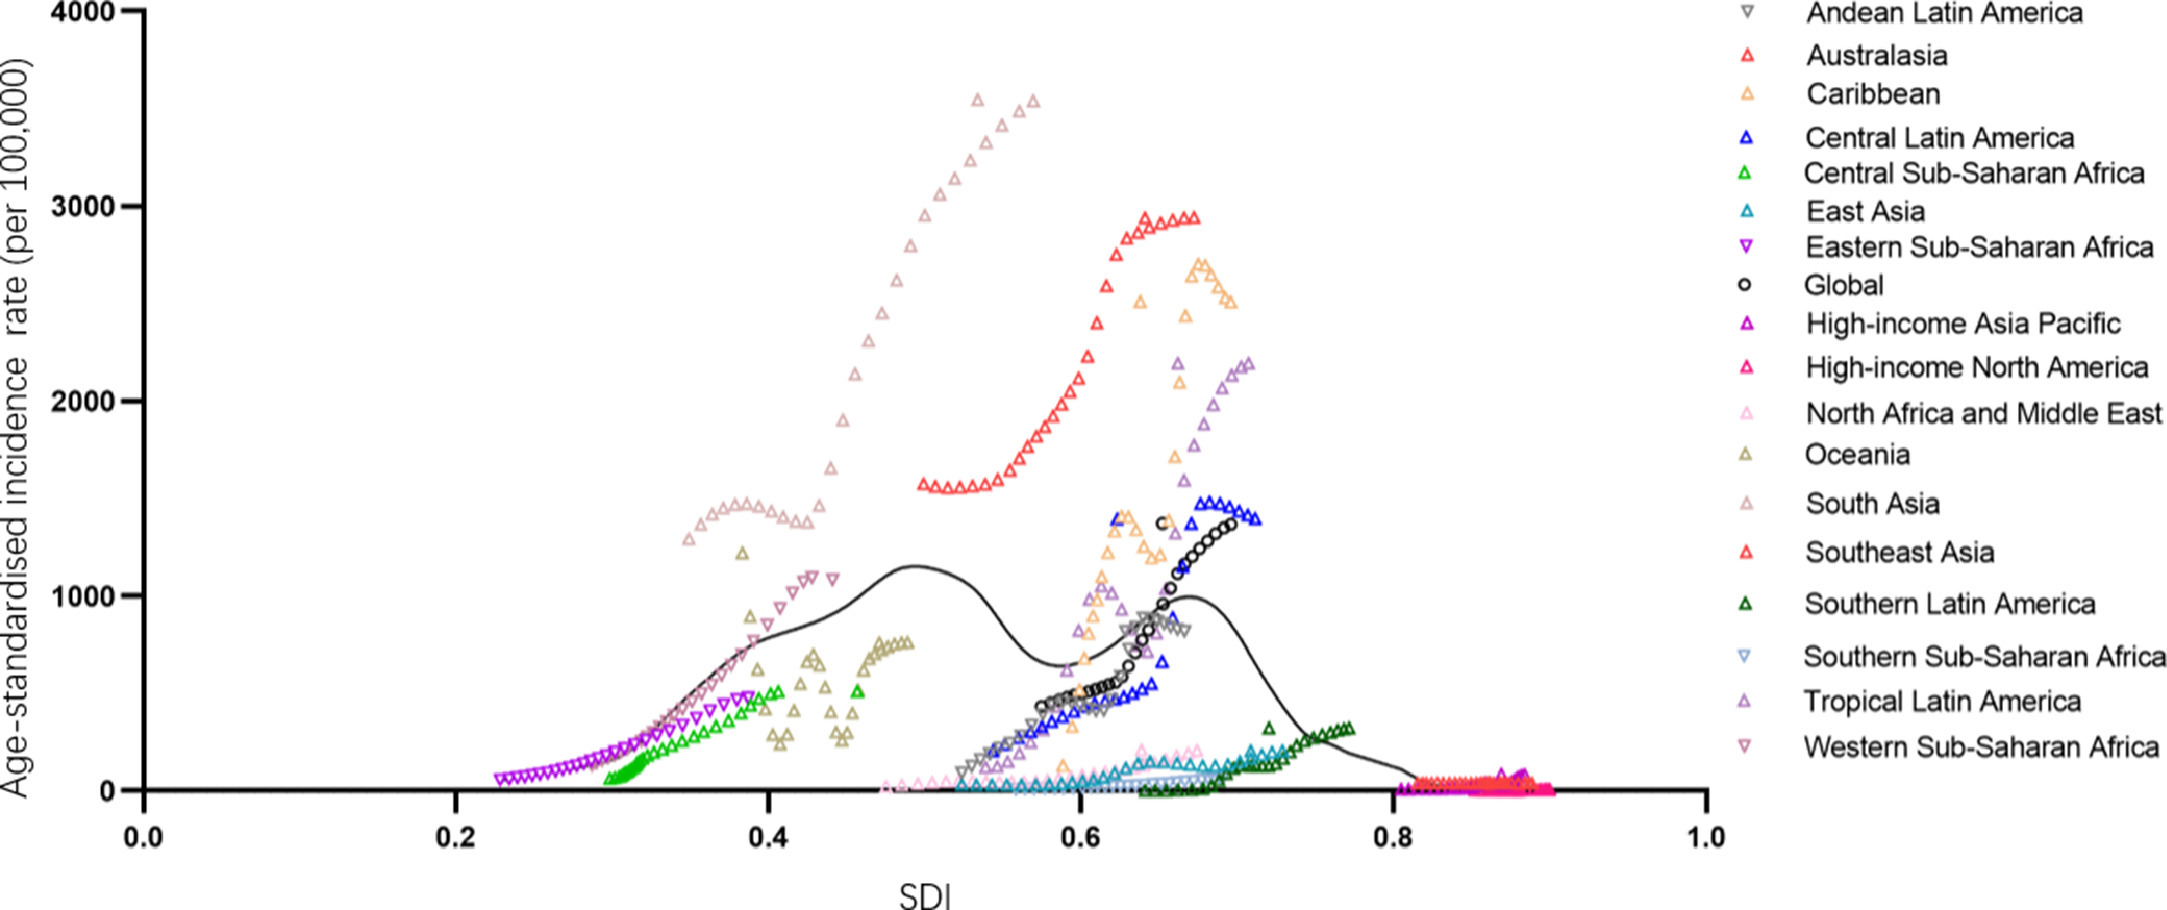 Age-standardised incidence rate (per 100,000)
4000
3000
2000
1000
0
0.0 0.2 0.4 0.6 0.8 1.0
SDI
Andean Latin America
Australasia
Caribbean
Central Latin America
Central Sub-Saharan Africa
East Asia
Eastern Sub-Saharan Africa
Global
High-income Asia Pacific
High-income North America
North Africa and Middle East
Oceania
South Asia
Southeast Asia
Southern Latin America
Southern Sub-Saharan Africa
Tropical Latin America
Western Sub-Saharan Africa